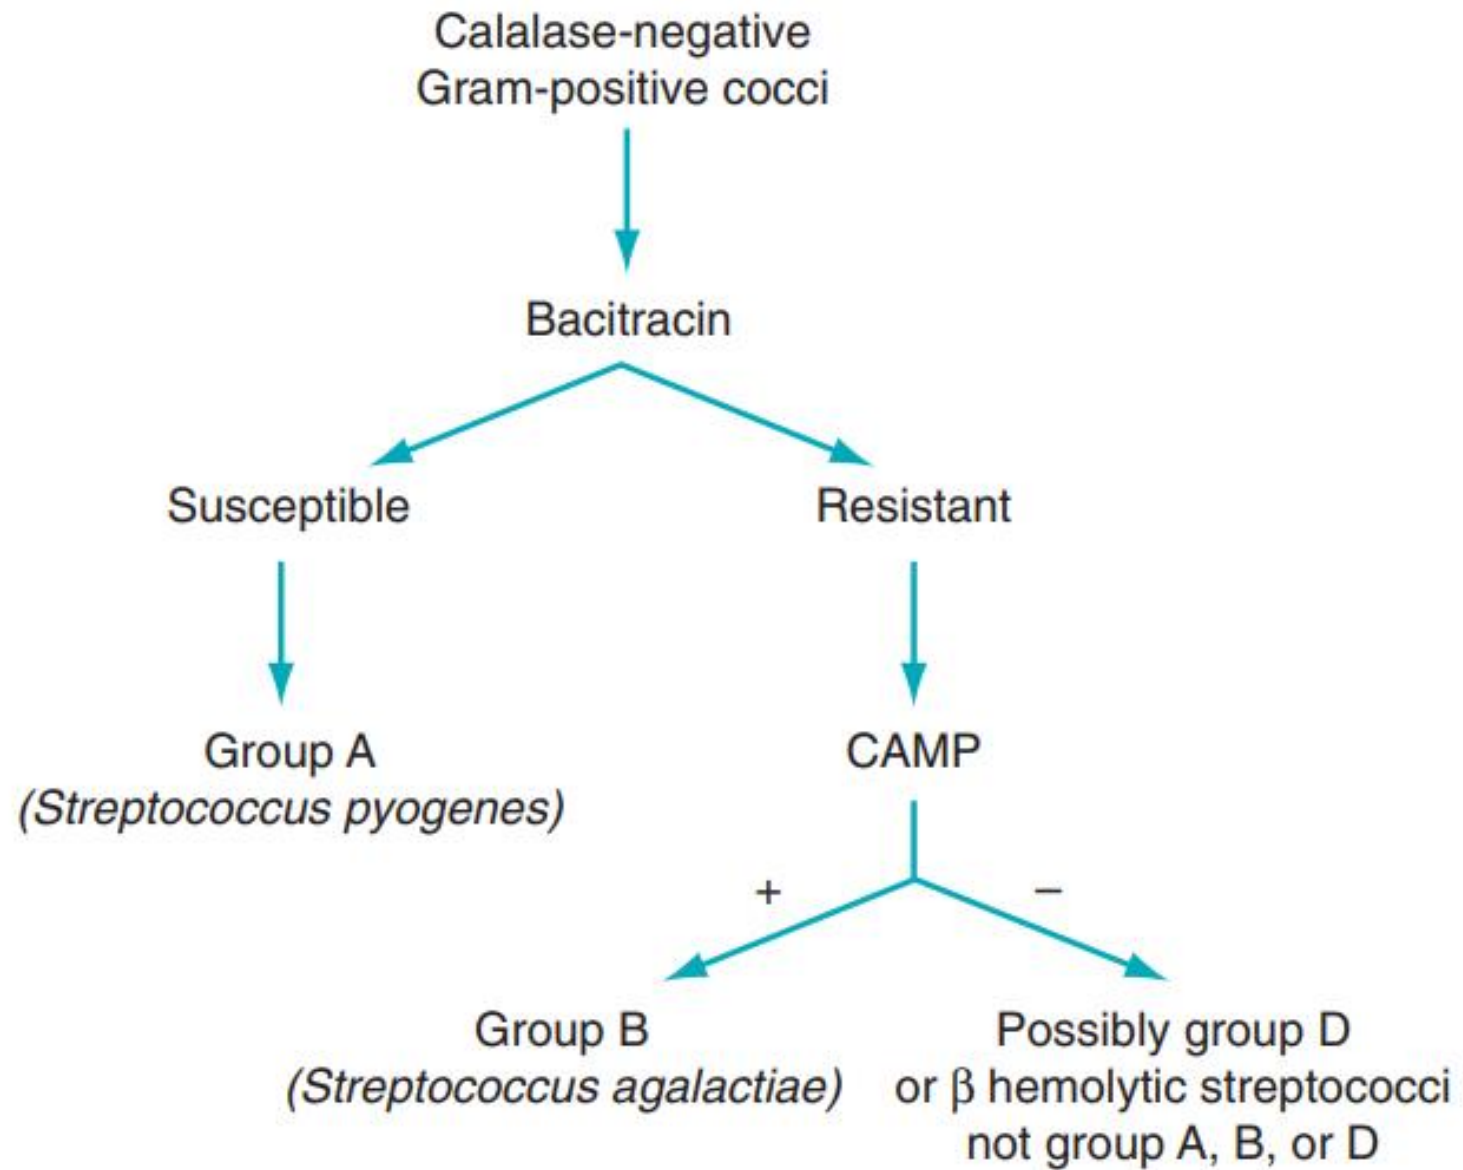 Calalase-negative
Gram-positive cocci
Bacitracin
Susceptible
Resistant
Group A
(Streptococcus pyogenes)
CAMP
+
–
Group B
(Streptococcus agalactiae)
Possibly group D
or β hemolytic streptococci
not group A, B, or D